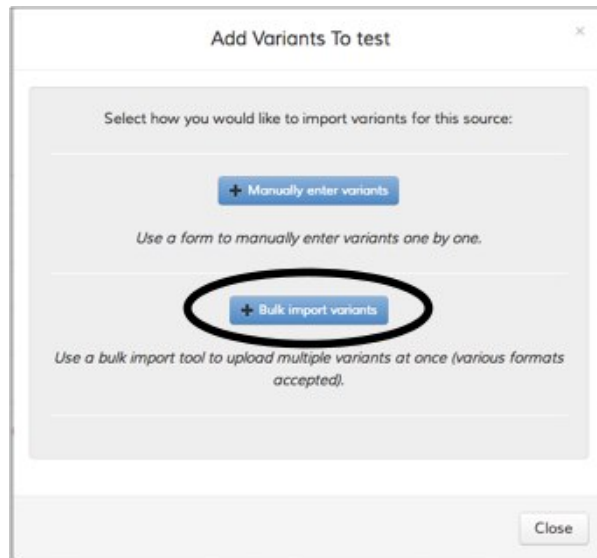 Add Variants To test
×
Select how you would like to import variants for this source:
+ Manually enter variants
Use a form to manually enter variants one by one.
+ Bulk import variants
Use a bulk import tool to upload multiple variants at once (various formats
accepted).
Close